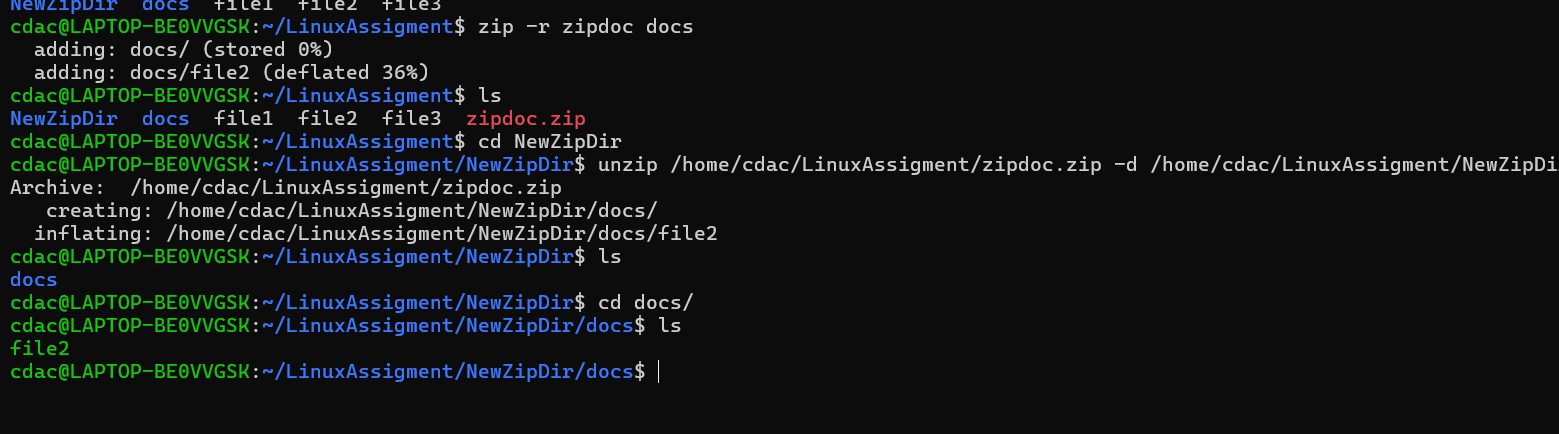 NewZipDir  docs  file1  file2  file3
cdac@LAPTOP-BE0VVGSK:~/LinuxAssigment$ zip -r zipdoc docs
  adding: docs/ (stored 0%)
  adding: docs/file2 (deflated 36%)
cdac@LAPTOP-BE0VVGSK:~/LinuxAssigment$ ls
NewZipDir  docs  file1  file2  file3  zipdoc.zip
cdac@LAPTOP-BE0VVGSK:~/LinuxAssigment$ cd NewZipDir
cdac@LAPTOP-BE0VVGSK:~/LinuxAssigment/NewZipDir$ unzip /home/cdac/LinuxAssigment/zipdoc.zip -d /home/cdac/LinuxAssigment/NewZipDi
Archive:  /home/cdac/LinuxAssigment/zipdoc.zip
   creating: /home/cdac/LinuxAssigment/NewZipDir/docs/
  inflating: /home/cdac/LinuxAssigment/NewZipDir/docs/file2
cdac@LAPTOP-BE0VVGSK:~/LinuxAssigment/NewZipDir$ ls
docs
cdac@LAPTOP-BE0VVGSK:~/LinuxAssigment/NewZipDir$ cd docs/
cdac@LAPTOP-BE0VVGSK:~/LinuxAssigment/NewZipDir/docs$ ls
file2
cdac@LAPTOP-BE0VVGSK:~/LinuxAssigment/NewZipDir/docs$